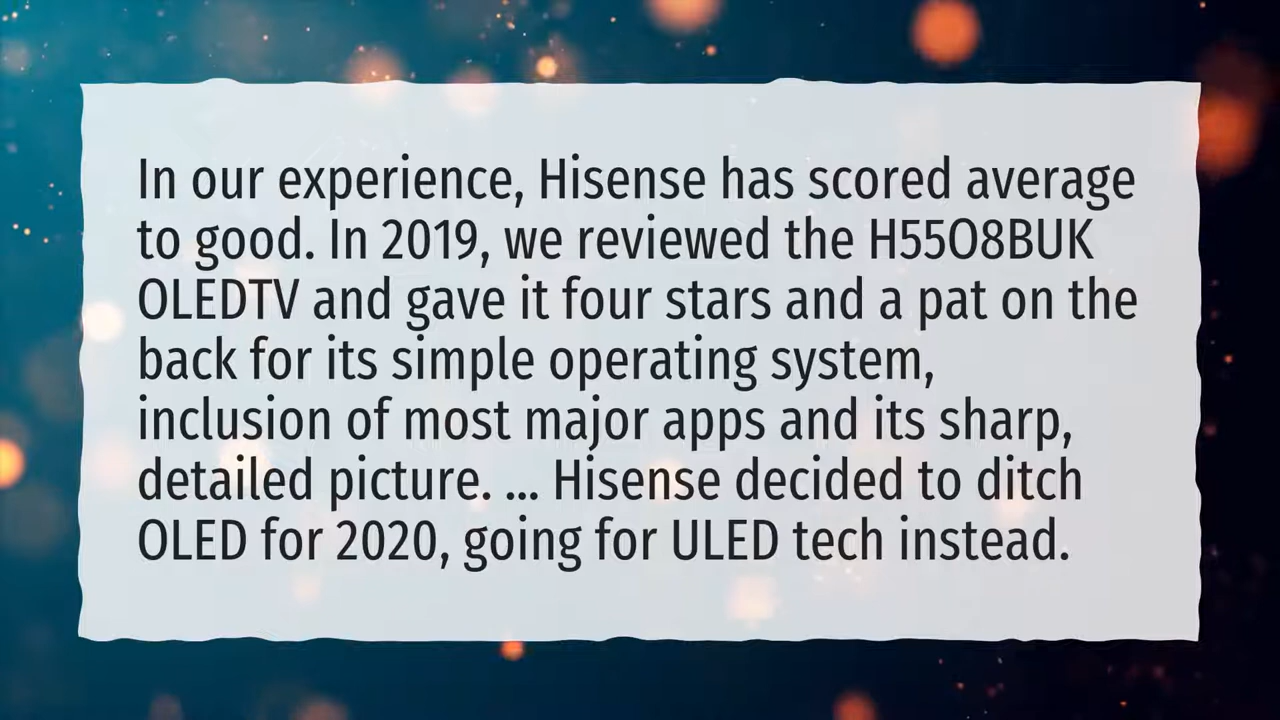 In our experience, Hisense has scored average
to good. In 2019, we reviewed the H55O8BUK
OLEDTV and gave it four stars and a pat on the
back for its simple operating system,
inclusion of most major apps and its sharp,
detailed picture. ... Hisense decided to ditch
OLED for 2020, going for ULED tech instead.